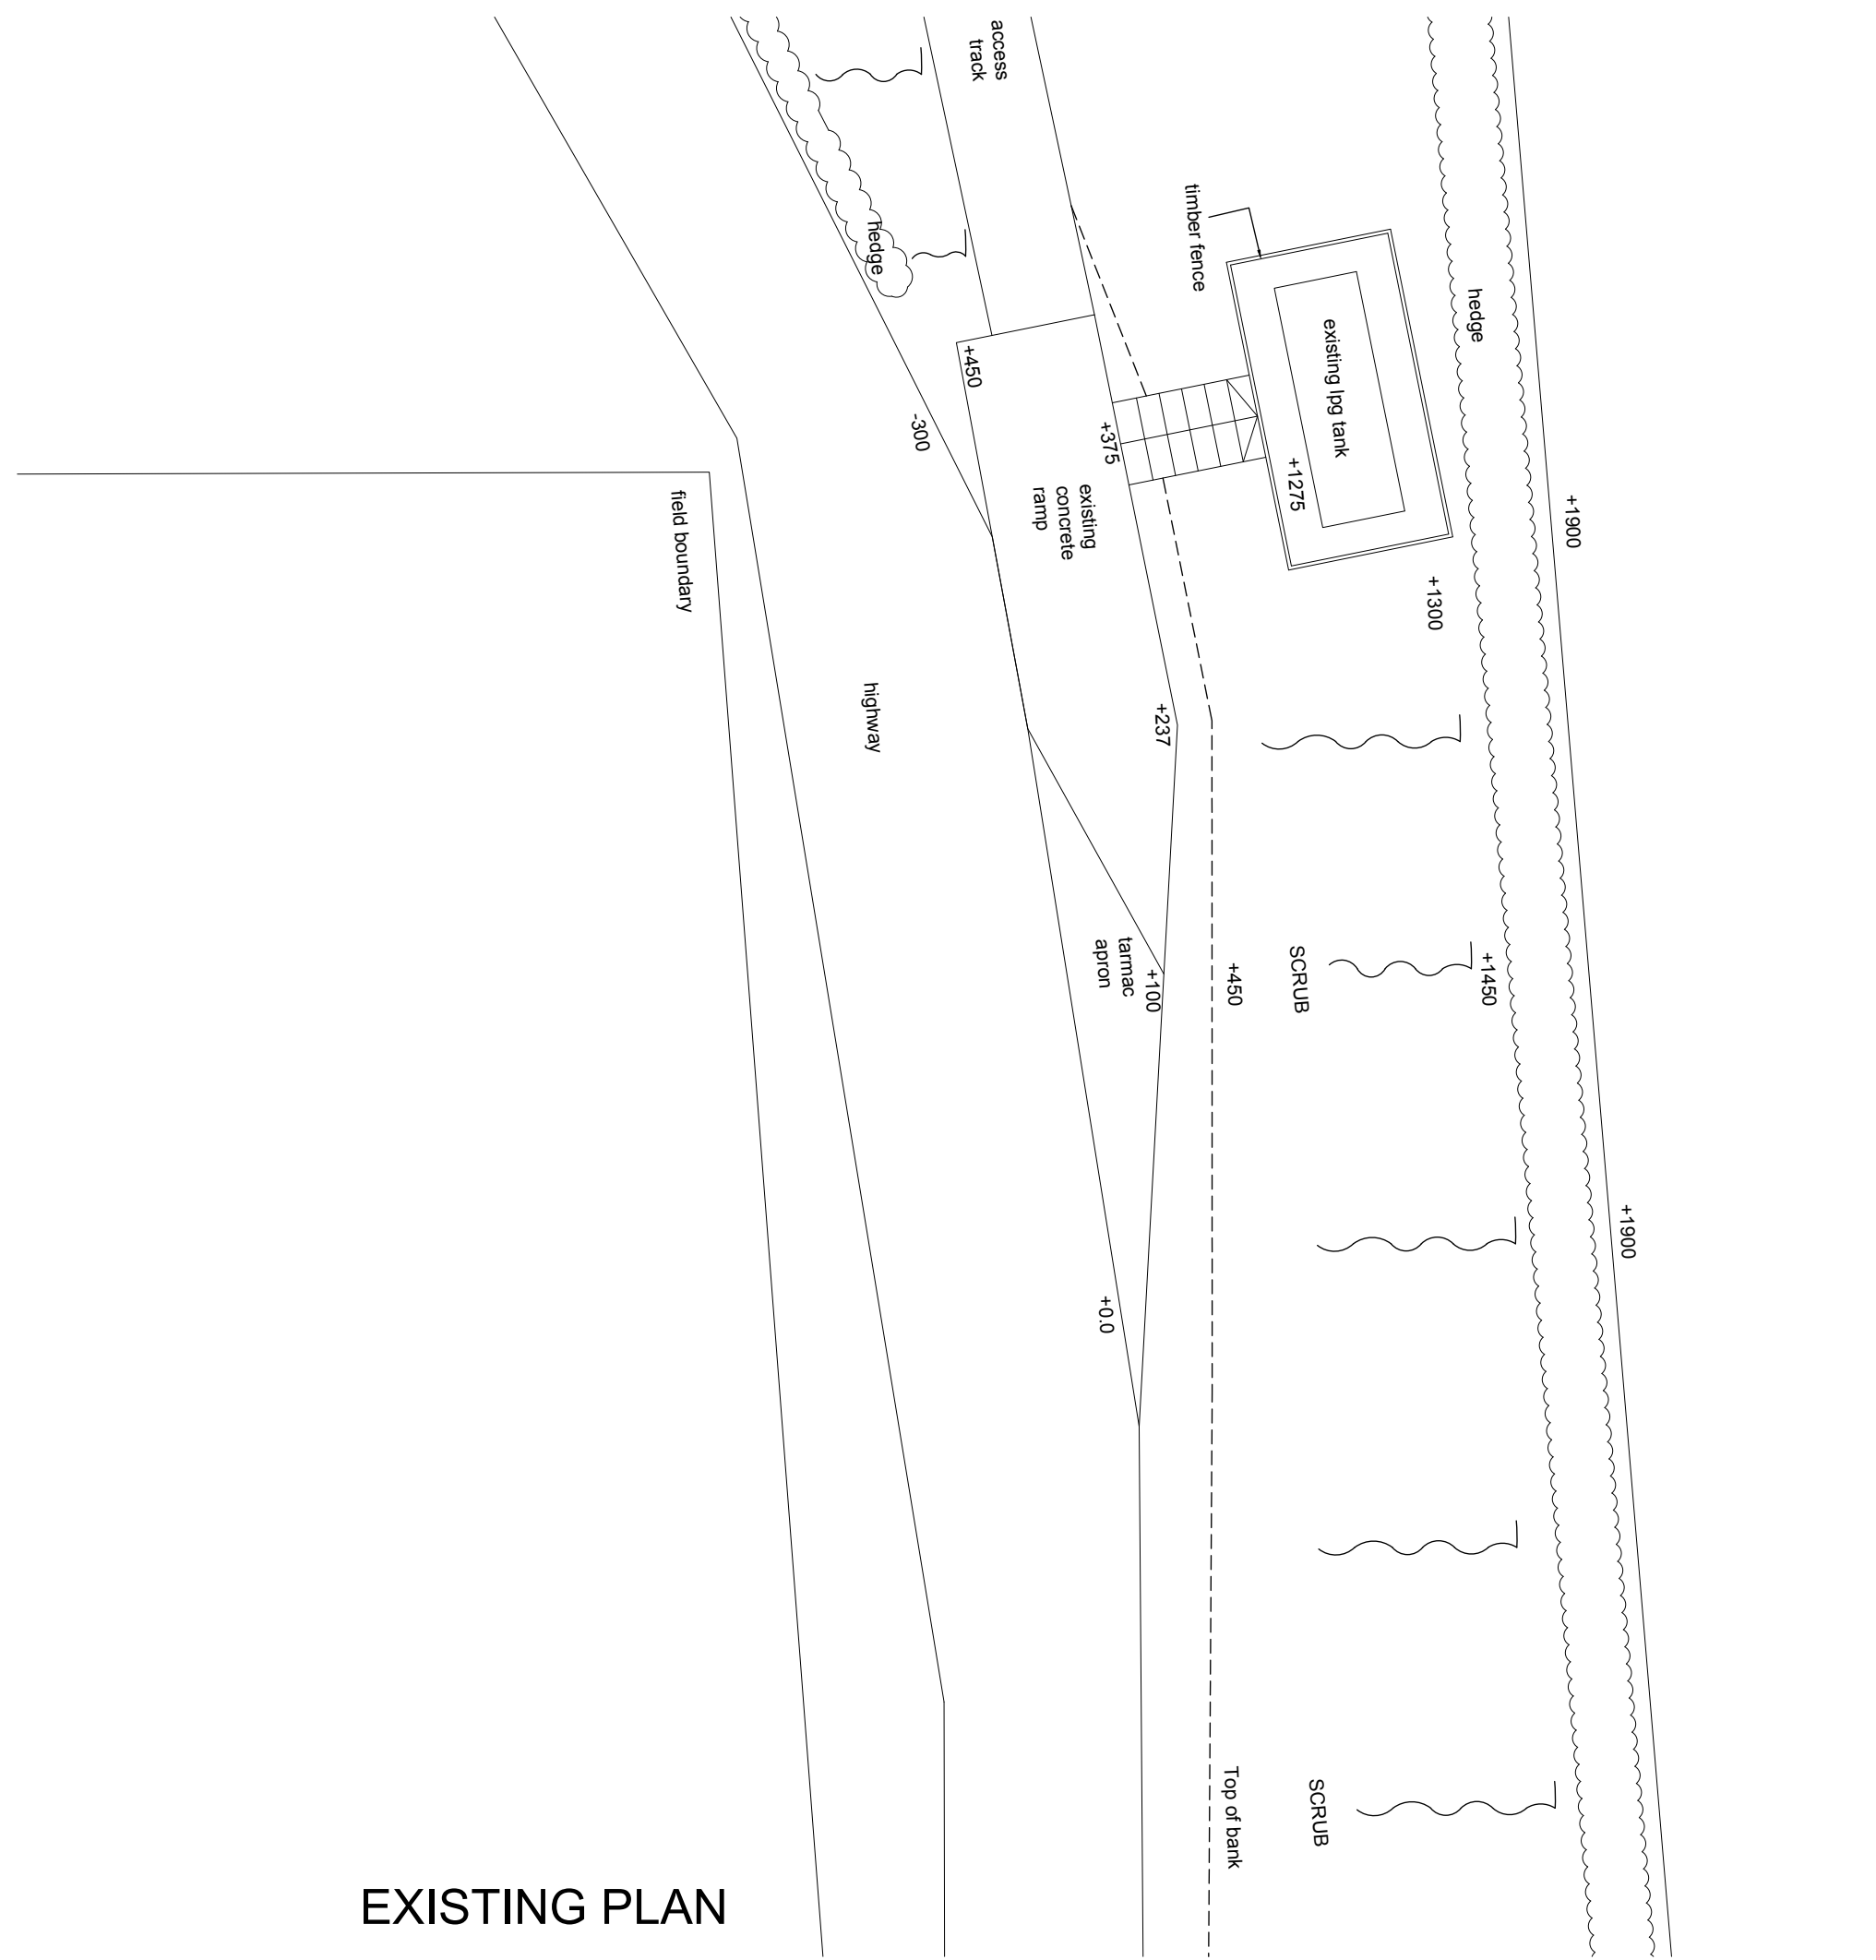 access
track
timber fence
hedge
hedge
existing lpg tank
+450
-300
+375
+1275
existing
concrete
ramp
+1900
field boundary
+1300
highway
+237
tarmac
apron
+100
+450
SCRUB
+1450
+1900
+0.0
Top of bank
SCRUB
EXISTING PLAN